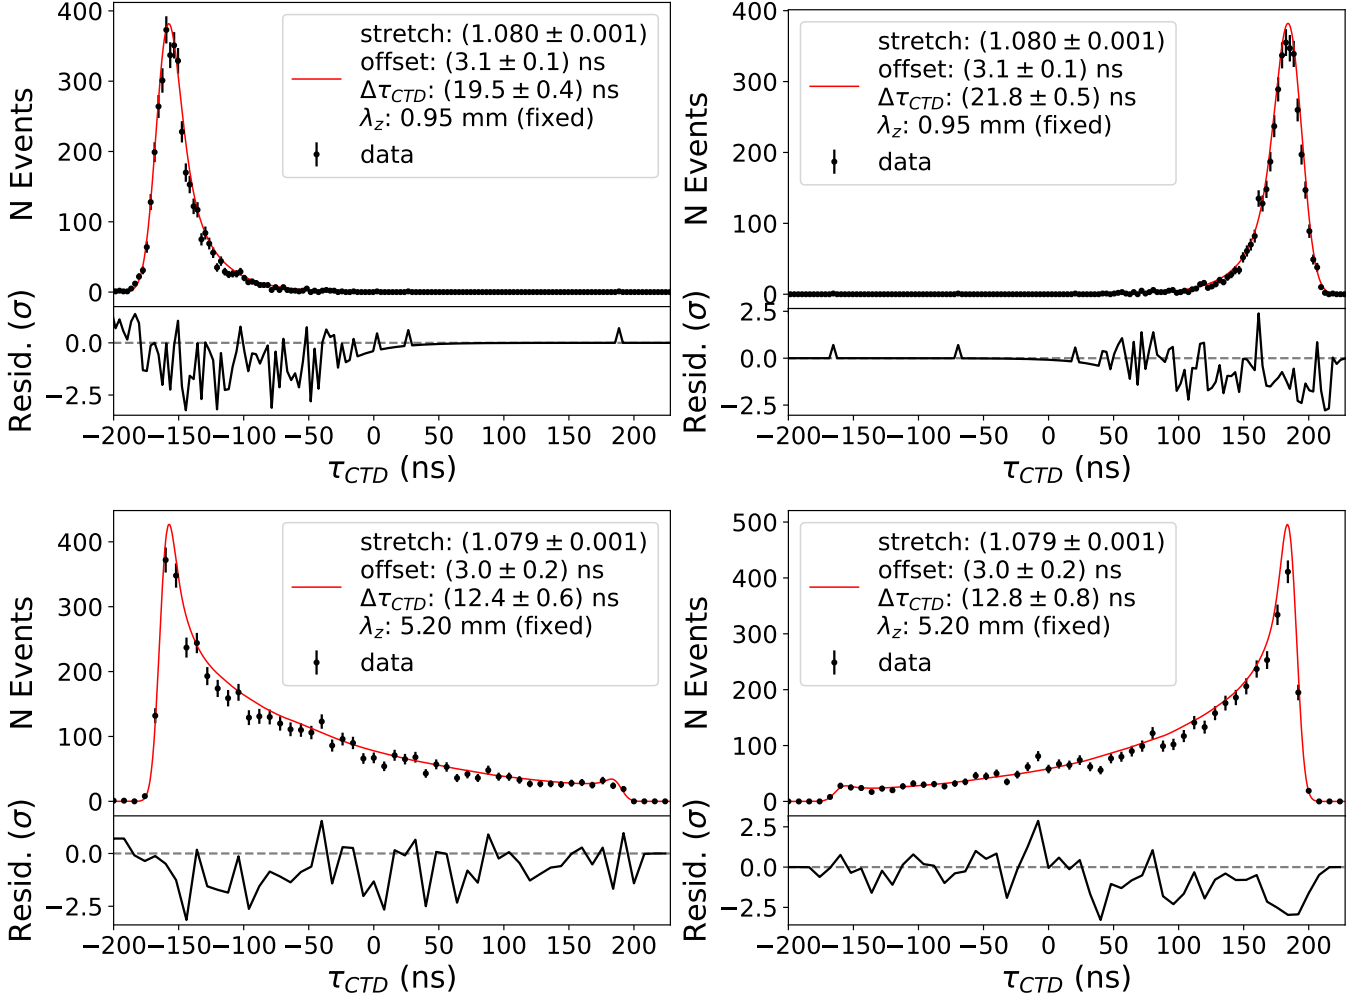 400
300
200
100
0
N Events
stretch: (1.080 ± 0.001)
offset: (3.1 ± 0.1) ns
Δτ_CTD: (19.5 ± 0.4) ns
λ_z: 0.95 mm (fixed)
data
0.0
−2.5
Resid. (σ)
−200 −150 −100 −50 0 50 100 150 200
τ_CTD (ns)
400
300
200
100
0
N Events
stretch: (1.080 ± 0.001)
offset: (3.1 ± 0.1) ns
Δτ_CTD: (21.8 ± 0.5) ns
λ_z: 0.95 mm (fixed)
data
2.5
0.0
−2.5
Resid. (σ)
−200 −150 −100 −50 0 50 100 150 200
τ_CTD (ns)
400
300
200
100
0
N Events
stretch: (1.079 ± 0.001)
offset: (3.0 ± 0.2) ns
Δτ_CTD: (12.4 ± 0.6) ns
λ_z: 5.20 mm (fixed)
data
0.0
−2.5
Resid. (σ)
−200 −150 −100 −50 0 50 100 150 200
τ_CTD (ns)
500
400
300
200
100
0
N Events
stretch: (1.079 ± 0.001)
offset: (3.0 ± 0.2) ns
Δτ_CTD: (12.8 ± 0.8) ns
λ_z: 5.20 mm (fixed)
data
2.5
0.0
−2.5
Resid. (σ)
−200 −150 −100 −50 0 50 100 150 200
τ_CTD (ns)